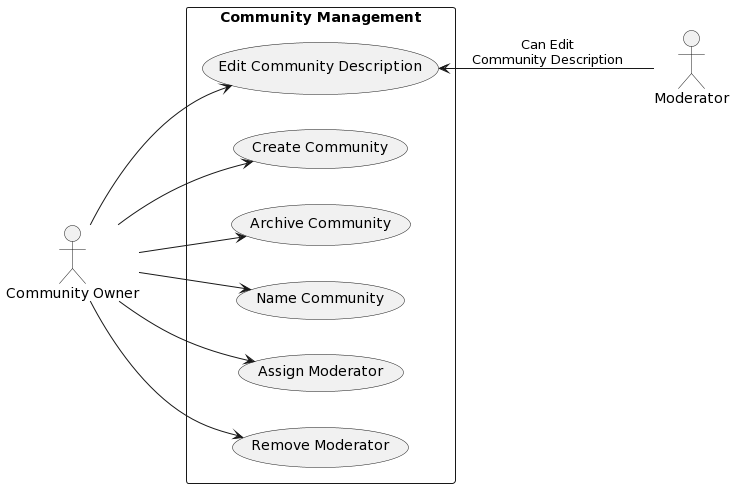 Community Management
Edit Community Description
Can Edit
Community Description
Moderator
Create Community
Archive Community
Community Owner
Name Community
Assign Moderator
Remove Moderator